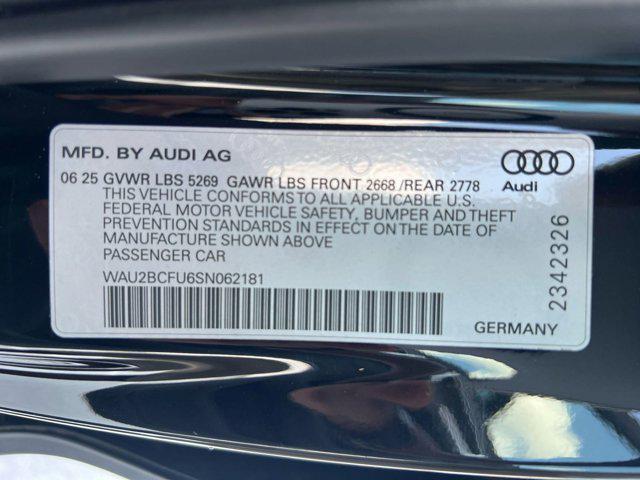 MFD. BY AUDI AG
Audi
06 25 GVWR LBS 5269 GAWR LBS FRONT 2668 /REAR 2778
THIS VEHICLE CONFORMS TO ALL APPLICABLE U.S.
FEDERAL MOTOR VEHICLE SAFETY, BUMPER AND THEFT
PREVENTION STANDARDS IN EFFECT ON THE DATE OF
MANUFACTURE SHOWN ABOVE
PASSENGER CAR
WAU2BCFU6SN062181
2342326
GERMANY